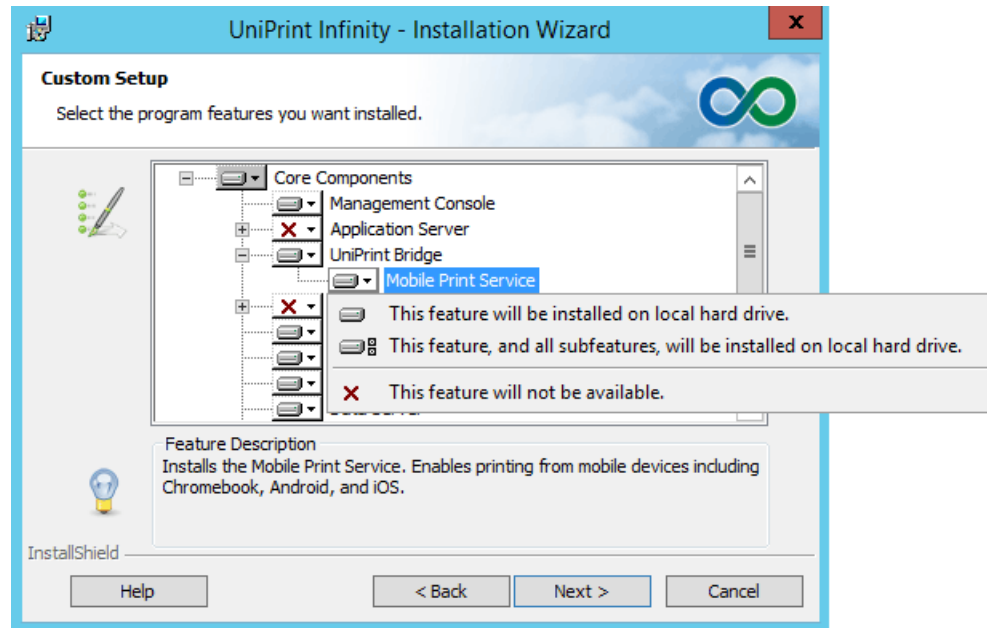 UniPrint Infinity - Installation Wizard
x
Custom Setup
Select the program features you want installed.
Core Components
Management Console
Application Server
UniPrint Bridge
Mobile Print Service
This feature will be installed on local hard drive.
This feature, and all subfeatures, will be installed on local hard drive.
This feature will not be available.
Feature Description
Installs the Mobile Print Service. Enables printing from mobile devices including
Chromebook, Android, and iOS.
InstallShield
Help
< Back
Next >
Cancel